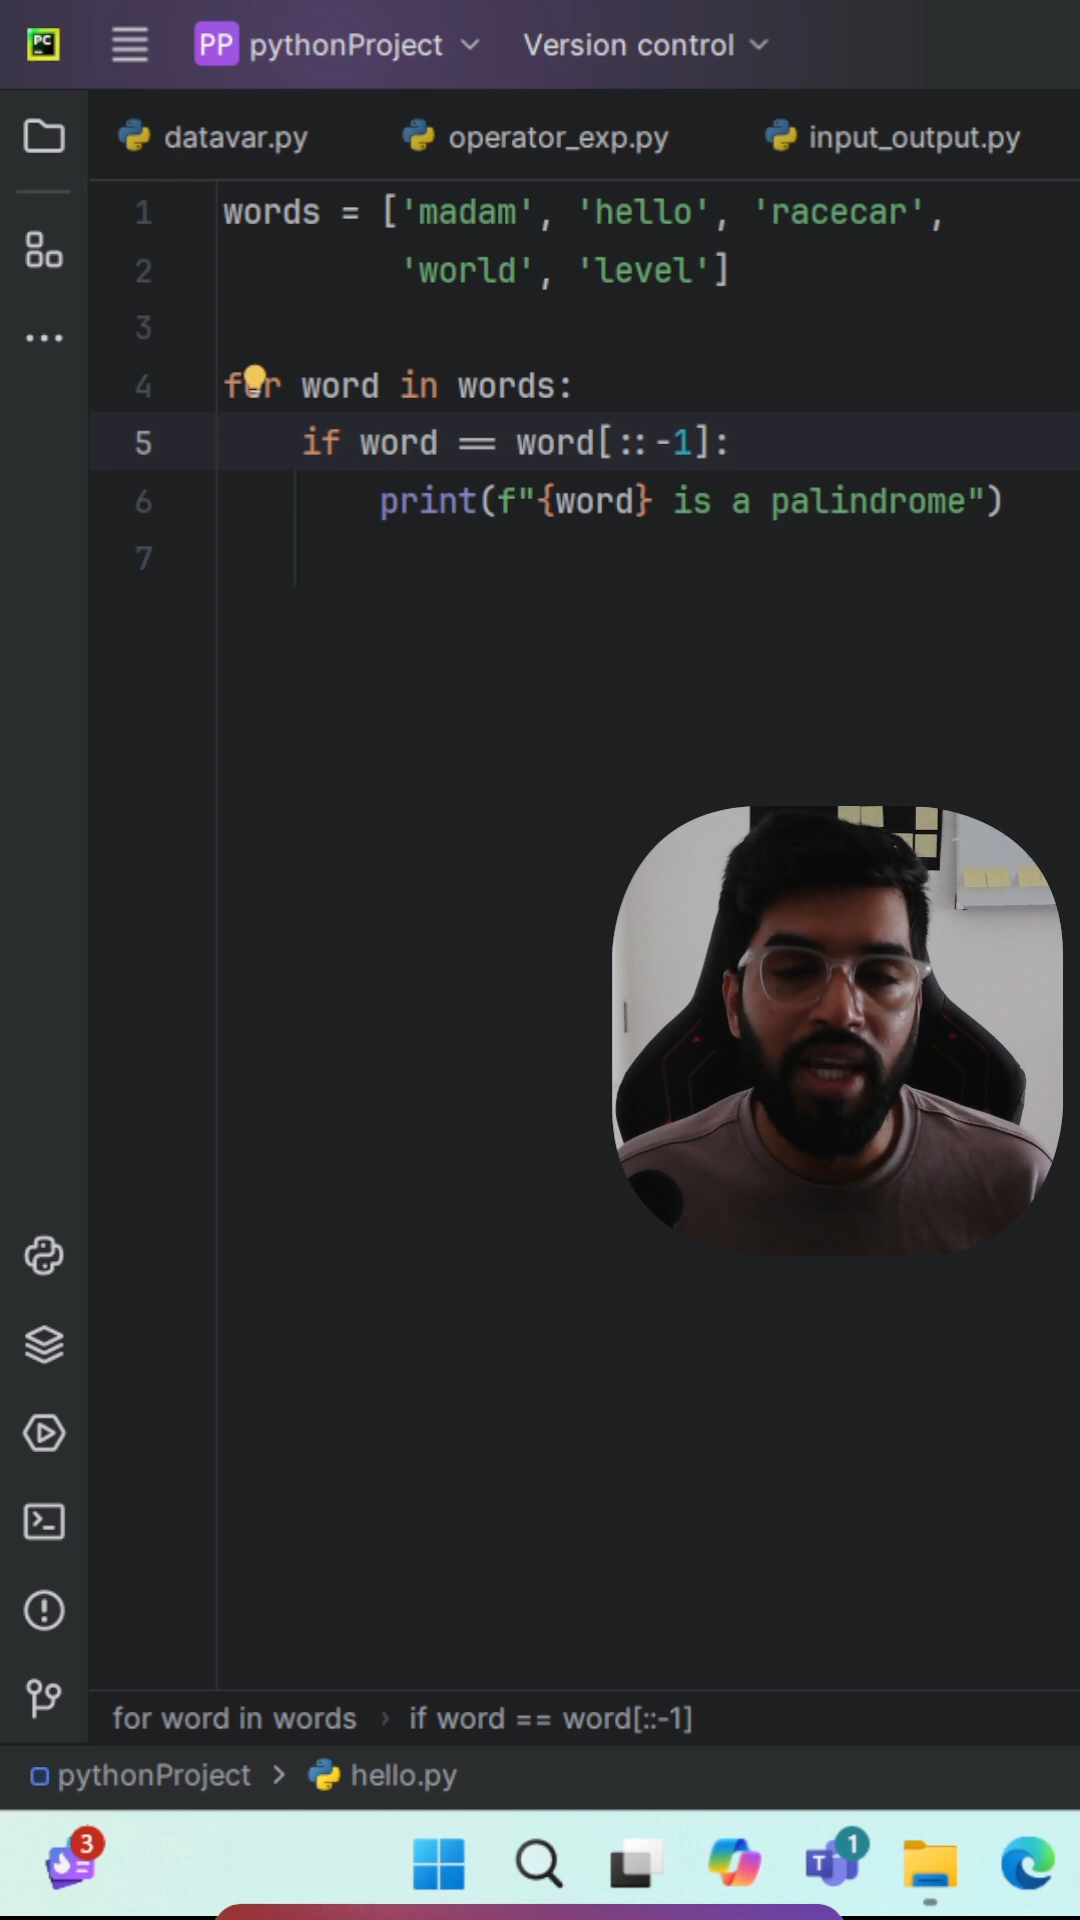 PC
PP pythonProject Version control
datavar.py operator_exp.py input_output.py
1 words = ['madam', 'hello', 'racecar',
2 'world', 'level']
3
4 for word in words:
5 if word == word[::-1]:
6 print(f"{word} is a palindrome")
7
for word in words › if word == word[::-1]
pythonProject > hello.py
3
T 1